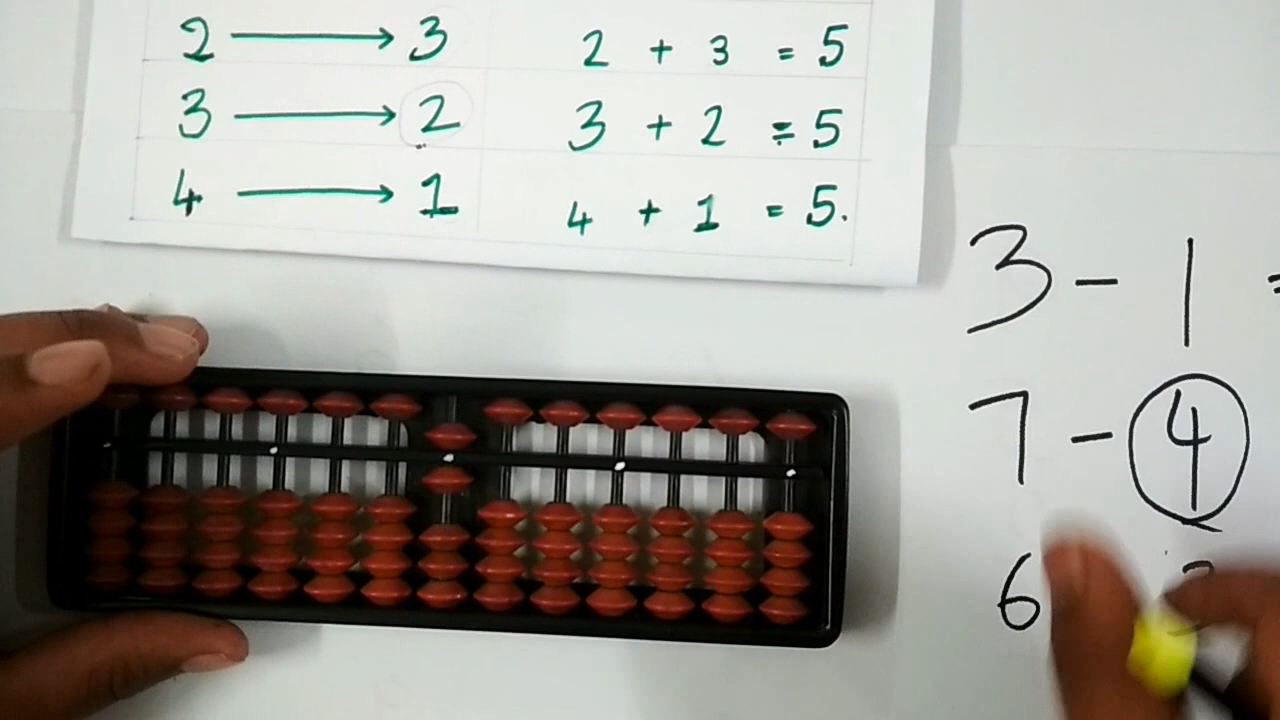 2 → 3 2 + 3 = 5
3 → 2 3 + 2 = 5
4 → 1 4 + 1 = 5.
3 - 1 =
7 - 4
6